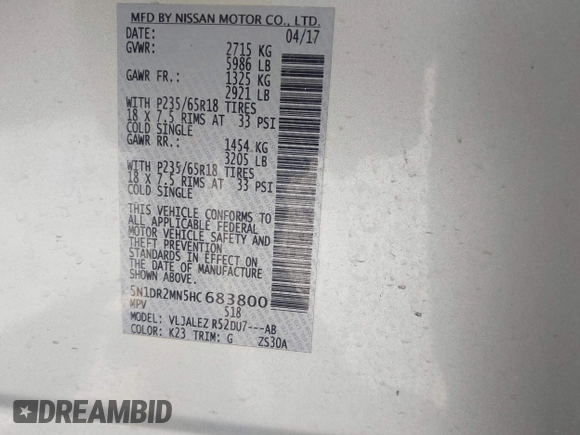 MFD BY NISSAN MOTOR CO., LTD.
DATE: 04/17
GVWR: 2715 KG
5986 LB
GAWR FR.: 1325 KG
2921 LB
WITH P235/65R18 TIRES
18 X 7.5 RIMS AT 33 PSI
COLD SINGLE
GAWR RR.: 1454 KG
3205 LB
WITH P235/65R18 TIRES
18 X 7.5 RIMS AT 33 PSI
COLD SINGLE
THIS VEHICLE CONFORMS TO
ALL APPLICABLE FEDERAL
MOTOR VEHICLE SAFETY AND
THEFT PREVENTION
STANDARDS IN EFFECT ON
THE DATE OF MANUFACTURE
SHOWN ABOVE.
5N1DR2MN5HC683800
MPV 518
MODEL: VLJALEZ R52DU7---AB
COLOR: K23 TRIM: G ZS30A
DREAMBID